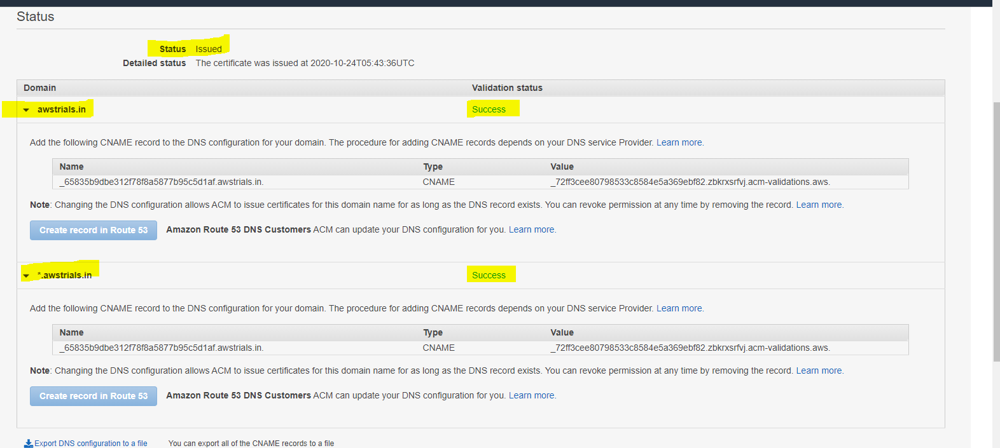 Status
Status Issued
Detailed status The certificate was issued at 2020-10-24T05:43:36UTC
Domain Validation status
awstrials.in Success
Add the following CNAME record to the DNS configuration for your domain. The procedure for adding CNAME records depends on your DNS service Provider. Learn more.
Name Type Value
_65835b9dbe312f78f8a5877b95c5d1af.awstrials.in. CNAME _72ff3cee80798533c8584e5a369ebf82.zbkrxsrfvj.acm-validations.aws.
Note: Changing the DNS configuration allows ACM to issue certificates for this domain name for as long as the DNS record exists. You can revoke permission at any time by removing the record. Learn more.
Create record in Route 53 Amazon Route 53 DNS Customers ACM can update your DNS configuration for you. Learn more.
*.awstrials.in Success
Add the following CNAME record to the DNS configuration for your domain. The procedure for adding CNAME records depends on your DNS service Provider. Learn more.
Name Type Value
_65835b9dbe312f78f8a5877b95c5d1af.awstrials.in. CNAME _72ff3cee80798533c8584e5a369ebf82.zbkrxsrfvj.acm-validations.aws.
Note: Changing the DNS configuration allows ACM to issue certificates for this domain name for as long as the DNS record exists. You can revoke permission at any time by removing the record. Learn more.
Create record in Route 53 Amazon Route 53 DNS Customers ACM can update your DNS configuration for you. Learn more.
Export DNS configuration to a file You can export all of the CNAME records to a file